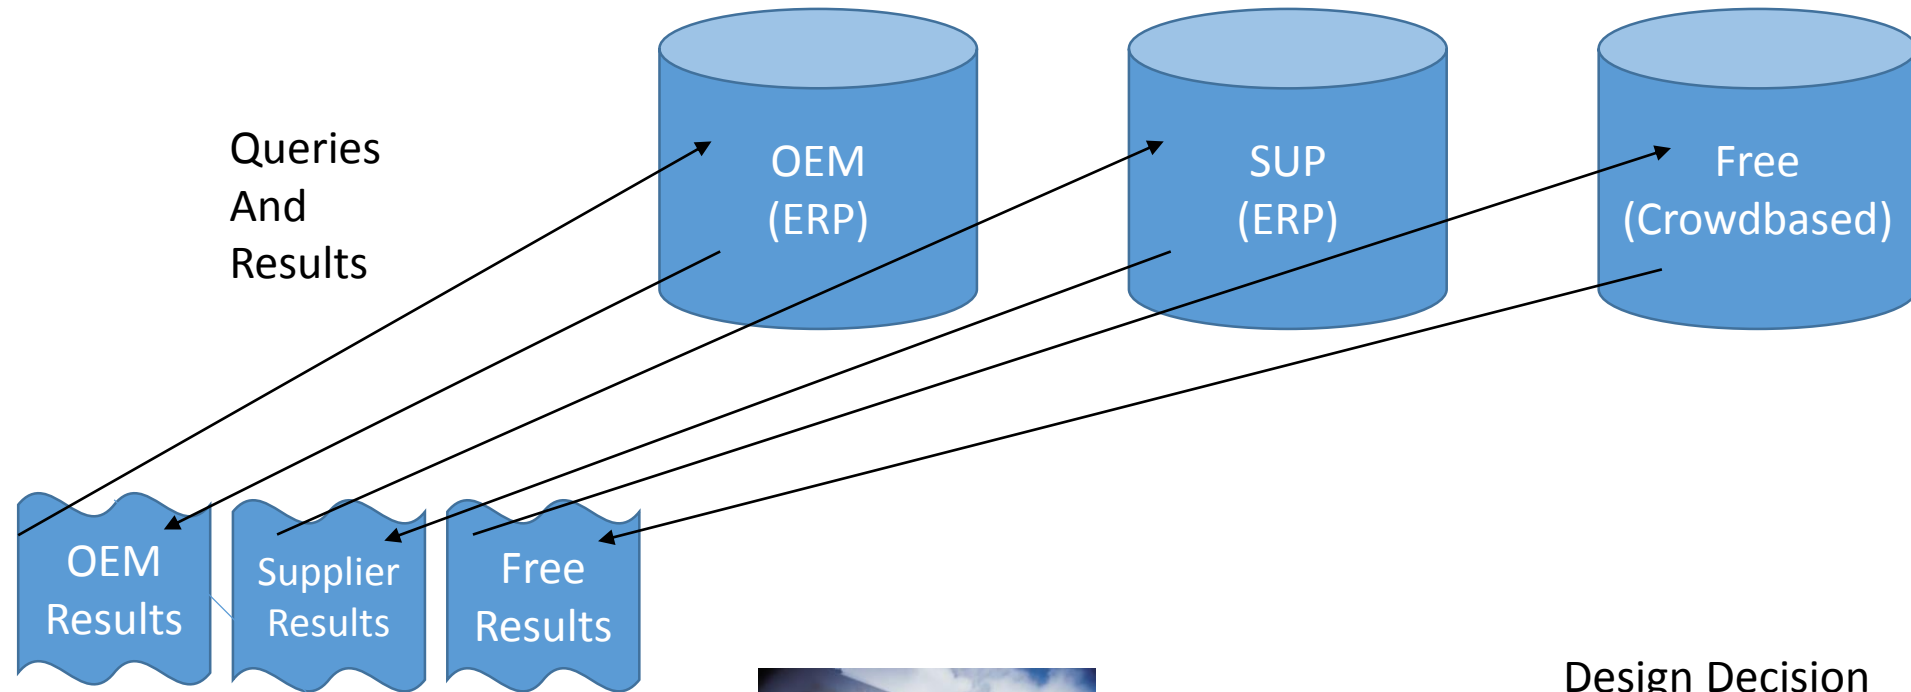 Queries
And
Results
OEM
(ERP)
SUP
(ERP)
Free
(Crowdbased)
OEM
Results
Supplier
Results
Free
Results
Design Decision